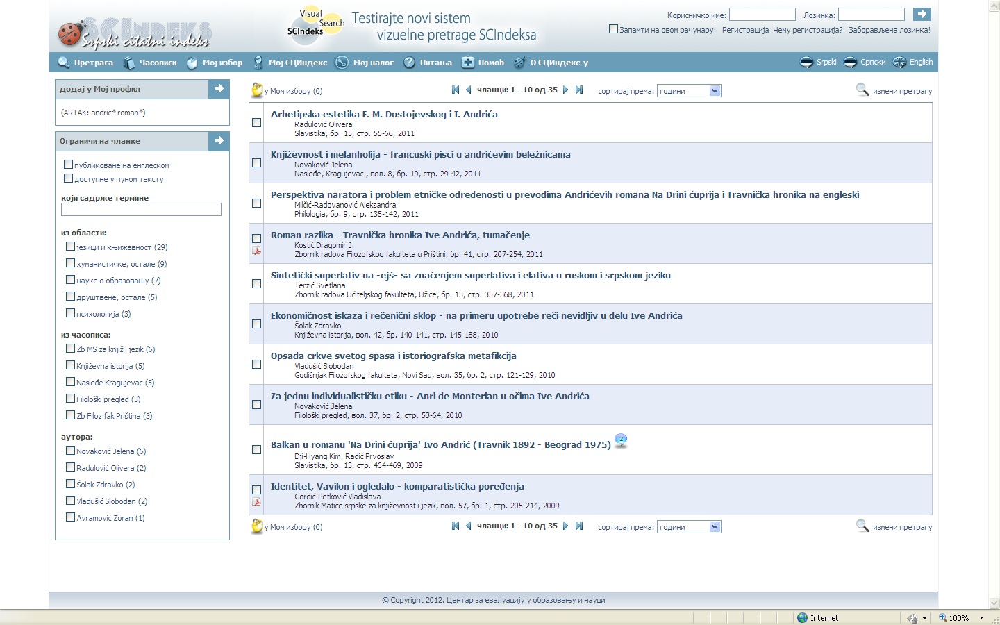 SCIndeks
Srpski citatni indeks
Visual
Search
SCIndeks
Testirajte novi sistem
vizuelne pretrage SCIndeksa
Корисничко име:
Лозинка:
Запамти на овом рачунару!
Регистрација
Чему регистрација?
Заборављена лозинка!
Претрага
Часописи
Мој избор
Мој СЦИндекс
Мој налог
Питања
Помоћ
О СЦИндекс-у
Srpski
Српски
English
додај у Мој профил
(ARTAK: andric* roman*)
Ограничи на чланке
публиковане на енглеском
доступне у пуном тексту
који садрже термине
из области:
језици и књижевност (29)
хуманистичке, остале (9)
науке о образовању (7)
друштвене, остале (5)
психологија (3)
из часописа:
Zb MS za knjiž i jezik (6)
Književna istorija (5)
Nasleđe Kragujevac (5)
Filološki pregled (3)
Zb Filoz fak Priština (3)
аутора:
Novaković Jelena (6)
Radulović Olivera (2)
Šolak Zdravko (2)
Vladušić Slobodan (2)
Avramović Zoran (1)
у Мом избору (0)
чланци: 1 - 10 од 35
сортирај према:
години
измени претрагу
Arhetipska estetika F. M. Dostojevskog i I. Andrića
Radulović Olivera
Slavistika, бр. 15, стр. 55-66, 2011
Književnost i melanholija - francuski pisci u andrićevim beležnicama
Novaković Jelena
Nasleđe, Kragujevac , вол. 8, бр. 19, стр. 29-42, 2011
Perspektiva naratora i problem etničke određenosti u prevodima Andrićevih romana Na Drini ćuprija i Travnička hronika na engleski
Milčić-Radovanović Aleksandra
Philologia, бр. 9, стр. 135-142, 2011
Roman razlika - Travnička hronika Ive Andrića, tumačenje
Kostić Dragomir J.
Zbornik radova Filozofskog fakulteta u Prištini, бр. 41, стр. 207-254, 2011
Sintetički superlativ na -ejš- sa značenjem superlativa i elativa u ruskom i srpskom jeziku
Terzić Svetlana
Zbornik radova Učiteljskog fakulteta, Užice, бр. 13, стр. 357-368, 2011
Ekonomičnost iskaza i rečenični sklop - na primeru upotrebe reči nevidljiv u delu Ive Andrića
Šolak Zdravko
Književna istorija, вол. 42, бр. 140-141, стр. 145-188, 2010
Opsada crkve svetog spasa i istoriografska metafikcija
Vladušić Slobodan
Godišnjak Filozofskog fakulteta, Novi Sad, вол. 35, бр. 2, стр. 121-129, 2010
Za jednu individualističku etiku - Anri de Monterlan u očima Ive Andrića
Novaković Jelena
Filološki pregled, вол. 37, бр. 2, стр. 53-64, 2010
Balkan u romanu 'Na Drini ćuprija' Ivo Andrić (Travnik 1892 - Beograd 1975) 2
Dji-Hyang Kim, Radić Prvoslav
Slavistika, бр. 13, стр. 464-469, 2009
Identitet, Vavilon i ogledalo - komparatistička poređenja
Gordić-Petković Vladislava
Zbornik Matice srpske za književnost i jezik, вол. 57, бр. 1, стр. 205-214, 2009
у Мом избору (0)
чланци: 1 - 10 од 35
сортирај према:
години
измени претрагу
© Copyright 2012. Центар за евалуацију у образовању и науци
Internet
100%